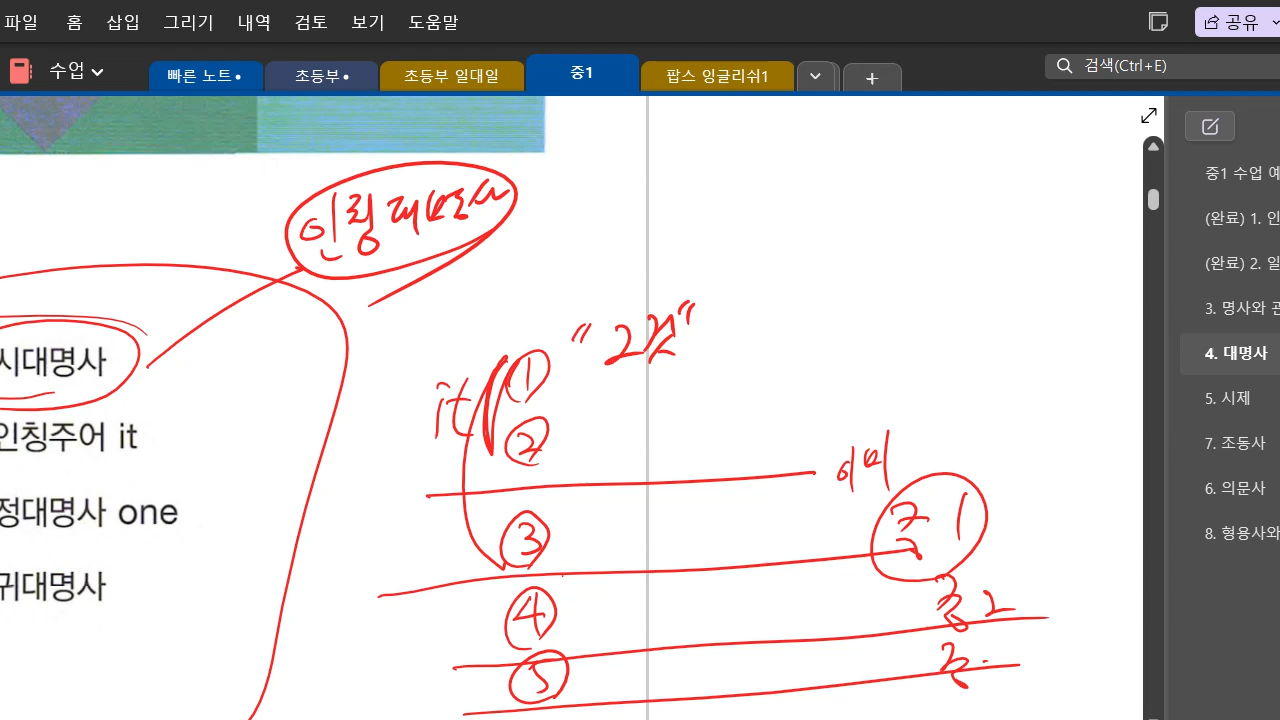 파일 홈 삽입 그리기 내역 검토 보기 도움말 공유
수업 빠른 노트 초등부 초등부 일대일 중1 팝스 잉글리쉬1 + 검색(Ctrl+E)
인칭대명사
시대명사
인칭주어 it
정대명사 one
귀대명사
"2개"
it ①
②
이미
③
중 1
④
중 2
⑤
중
중1 수업 예
(완료) 1. 인
(완료) 2. 일
3. 명사와 관
4. 대명사
5. 시제
7. 조동사
6. 의문사
8. 형용사와